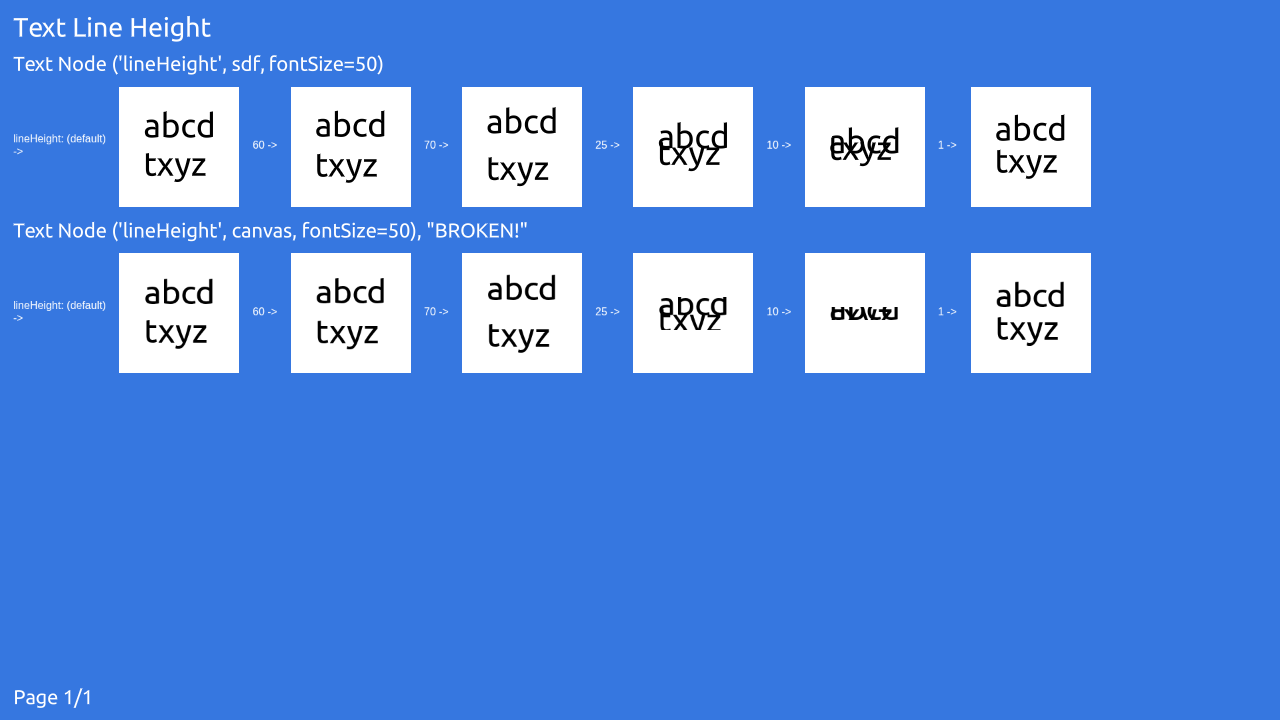 Text Line Height
Text Node ('lineHeight', sdf, fontSize=50)
lineHeight: (default)
->
abcd
txyz
60 ->
abcd
txyz
70 ->
abcd
txyz
25 ->
abcd
txyz
10 ->
abcd
txyz
1 ->
abcd
txyz
Text Node ('lineHeight', canvas, fontSize=50), "BROKEN!"
lineHeight: (default)
->
abcd
txyz
60 ->
abcd
txyz
70 ->
abcd
txyz
25 ->
abcd
txyz
10 ->
1 ->
abcd
txyz
Page 1/1